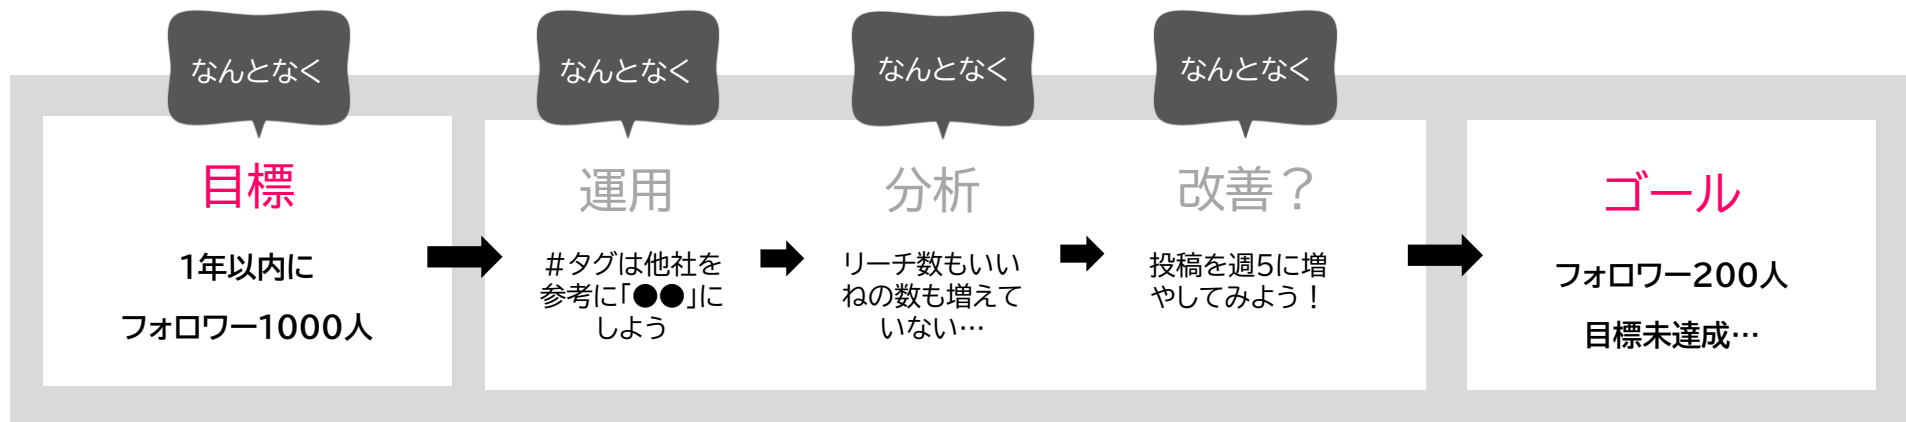 なんとなく
なんとなく
なんとなく
なんとなく
目標
1年以内に
フォロワー1000人
運用
＃タグは他社を
参考に「●●」に
しよう
分析
リーチ数もいい
ねの数も増えて
いない…
改善？
投稿を週5に増
やしてみよう！
ゴール
フォロワー200人
目標未達成…